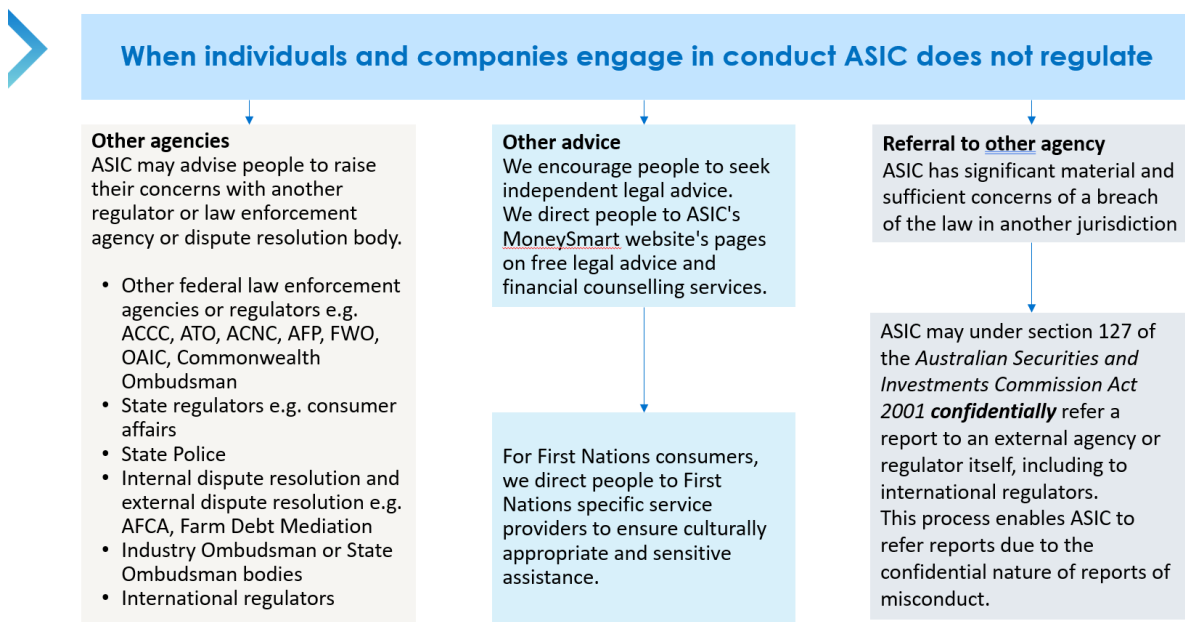 When individuals and companies engage in conduct ASIC does not regulate
Other agencies
ASIC may advise people to raise
their concerns with another
regulator or law enforcement
agency or dispute resolution body.
• Other federal law enforcement
agencies or regulators e.g.
ACCC, ATO, ACNC, AFP, FWO,
OAIC, Commonwealth
Ombudsman
• State regulators e.g. consumer
affairs
• State Police
• Internal dispute resolution and
external dispute resolution e.g.
AFCA, Farm Debt Mediation
• Industry Ombudsman or State
Ombudsman bodies
• International regulators
Other advice
We encourage people to seek
independent legal advice.
We direct people to ASIC's
MoneySmart website's pages
on free legal advice and
financial counselling services.
For First Nations consumers,
we direct people to First
Nations specific service
providers to ensure culturally
appropriate and sensitive
assistance.
Referral to other agency
ASIC has significant material and
sufficient concerns of a breach
of the law in another jurisdiction
ASIC may under section 127 of
the Australian Securities and
Investments Commission Act
2001 confidentially refer a
report to an external agency or
regulator itself, including to
international regulators.
This process enables ASIC to
refer reports due to the
confidential nature of reports of
misconduct.